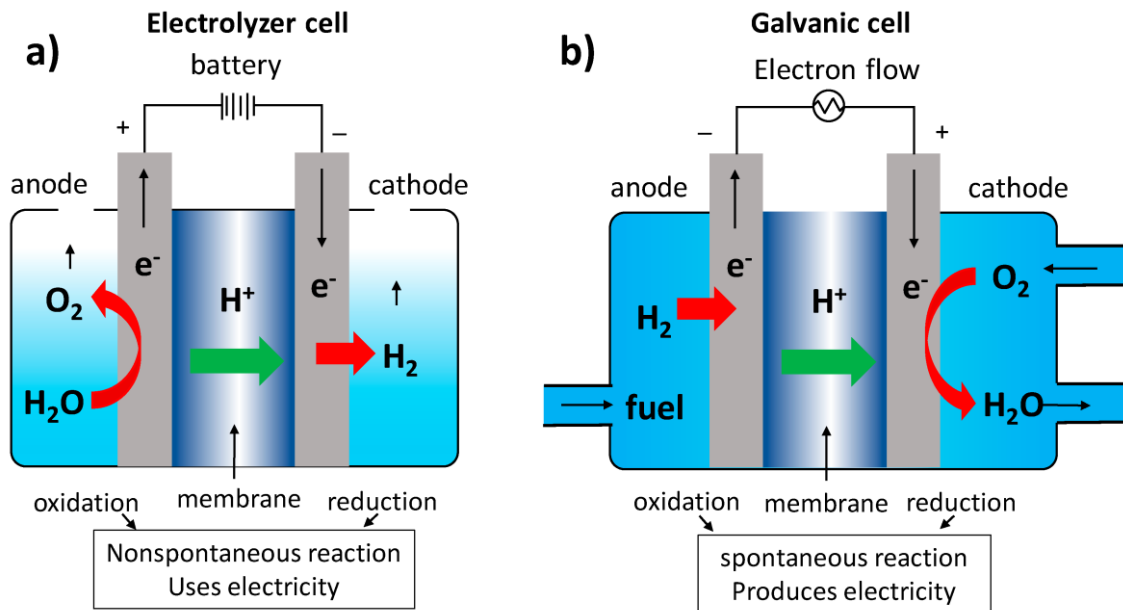 a)
Electrolyzer cell
battery
+
–
anode
cathode
e⁻
e⁻
O₂
H⁺
H₂
H₂O
oxidation
membrane
reduction
Nonspontaneous reaction
Uses electricity
b)
Galvanic cell
Electron flow
–
+
anode
cathode
e⁻
e⁻
H₂
H⁺
O₂
fuel
H₂O
oxidation
membrane
reduction
spontaneous reaction
Produces electricity